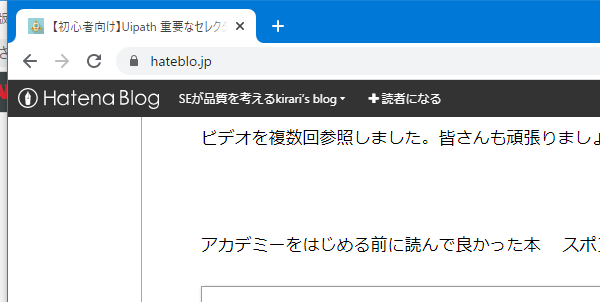 【初心者向け】Uipath 重要なセレク
hateblo.jp
Hatena Blog SEが品質を考えるkirari's blog 読者になる
ビデオを複数回参照しました。皆さんも頑張りまし
アカデミーをはじめる前に読んで良かった本 スポ